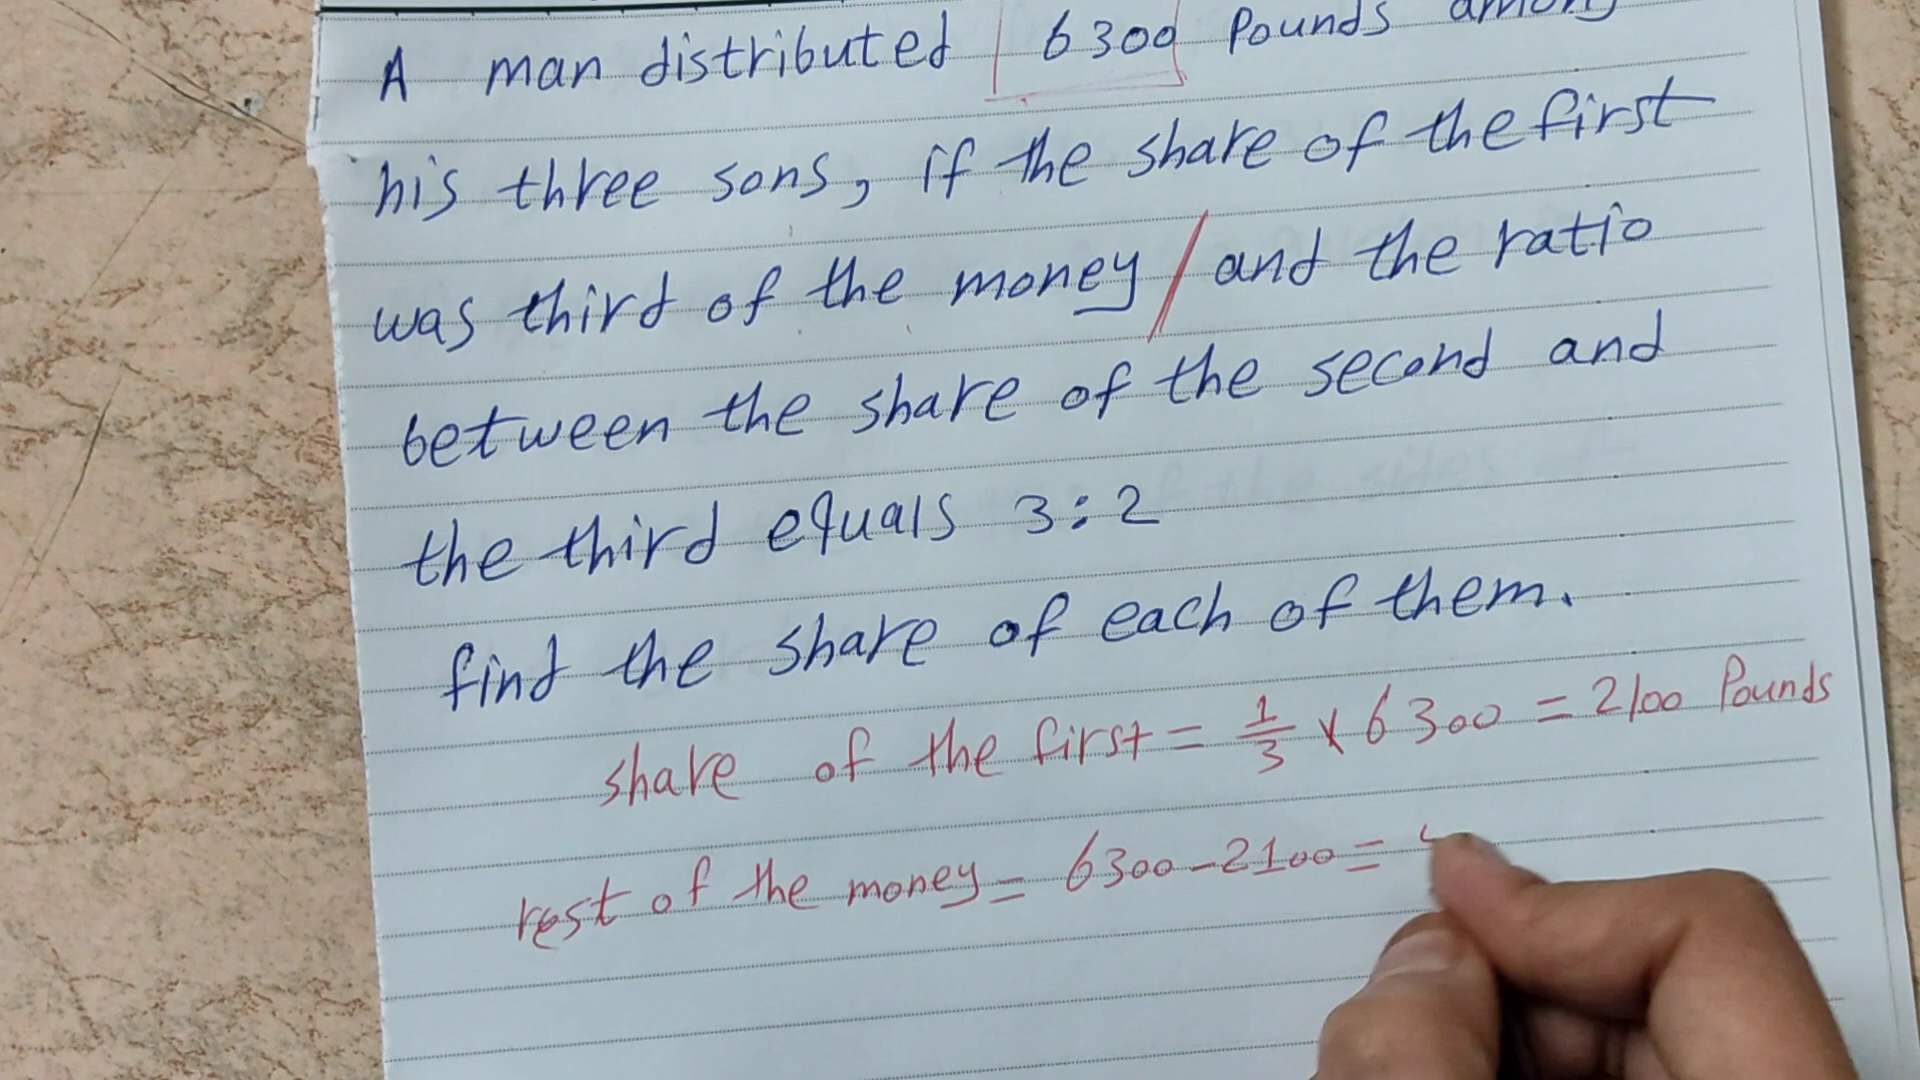 A man distributed 6300 Pounds among
his three sons, if the share of the first
was third of the money / and the ratio
between the share of the second and
the third equals 3:2
find the share of each of them.
share of the first = 1/3 × 6300 = 2100 Pounds
rest of the money = 6300 - 2100 = 4